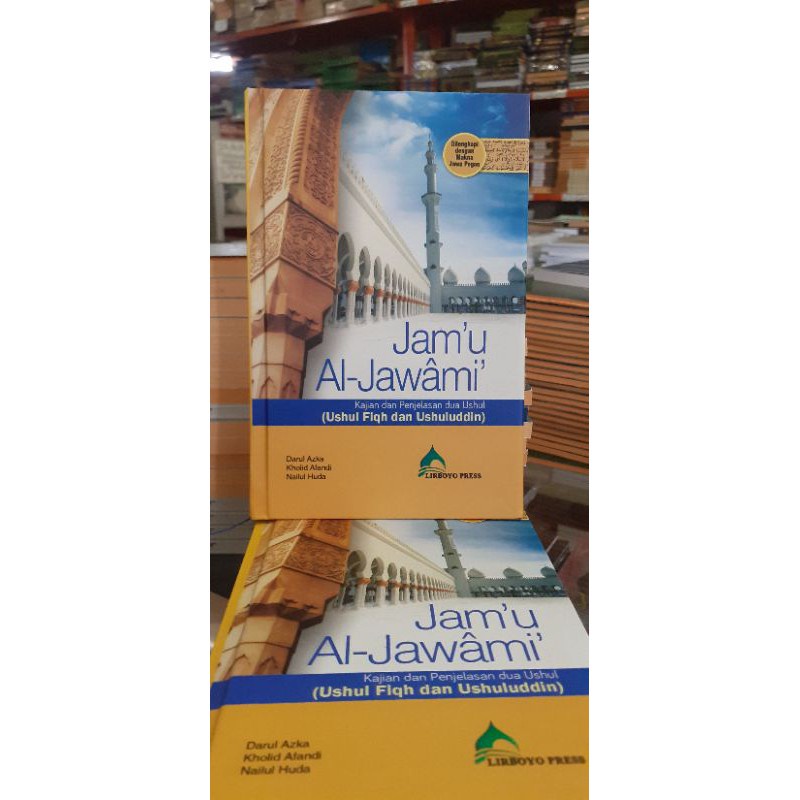 Dilengkapi
dengan
Makna
Jawa Pegon
Jam'u
Al-Jawâmi'
Kajian dan Penjelasan dua Ushul
(Ushul Fiqh dan Ushuluddin)
Darul Azka
Kholid Afandi
Nailul Huda
LIRBOYO PRESS
Jam'u
Al-Jawâmi'
Kajian dan Penjelasan dua Ushul
(Ushul Fiqh dan Ushuluddin)
Darul Azka
Kholid Afandi
Nailul Huda
LIRBOYO PRESS